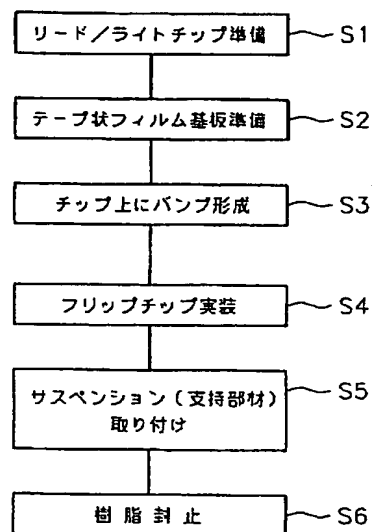 リード/ライトチップ準備 S1
テープ状フィルム基板準備 S2
チップ上にバンプ形成 S3
フリップチップ実装 S4
サスペンション(支持部材) S5
取り付け
樹脂封止 S6